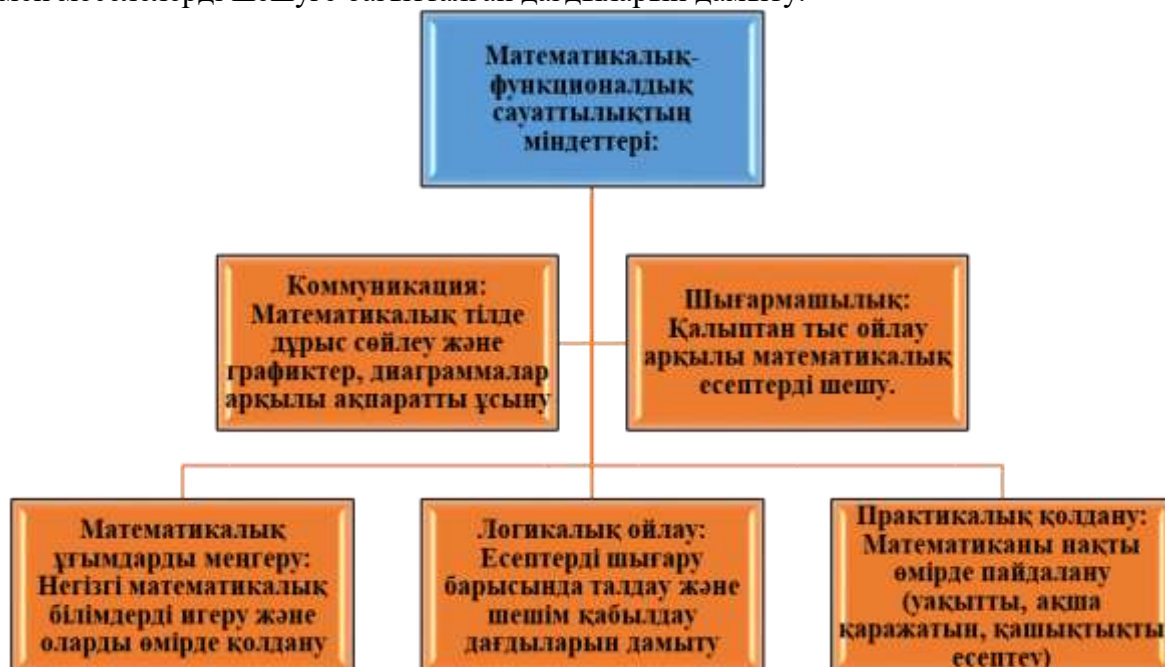 Математикалық-
функционалдық
сауаттылықтың
міндеттері:
Коммуникация:
Математикалық тілде
дұрыс сөйлеу және
графиктер, диаграммалар
арқылы ақпаратты ұсыну
Шығармашылық:
Қалыптан тыс ойлау
арқылы математикалық
есептерді шешу.
Математикалық
ұғымдарды меңгеру:
Негізгі математикалық
білімдерді игеру және
оларды өмірде қолдану
Логикалық ойлау:
Есептерді шығару
барысында талдау және
шешім қабылдау
дағдыларын дамыту
Практикалық қолдану:
Математиканы нақты
өмірде пайдалану
(уақытты, ақша
қаражатын, қашықтықты
есептеу)